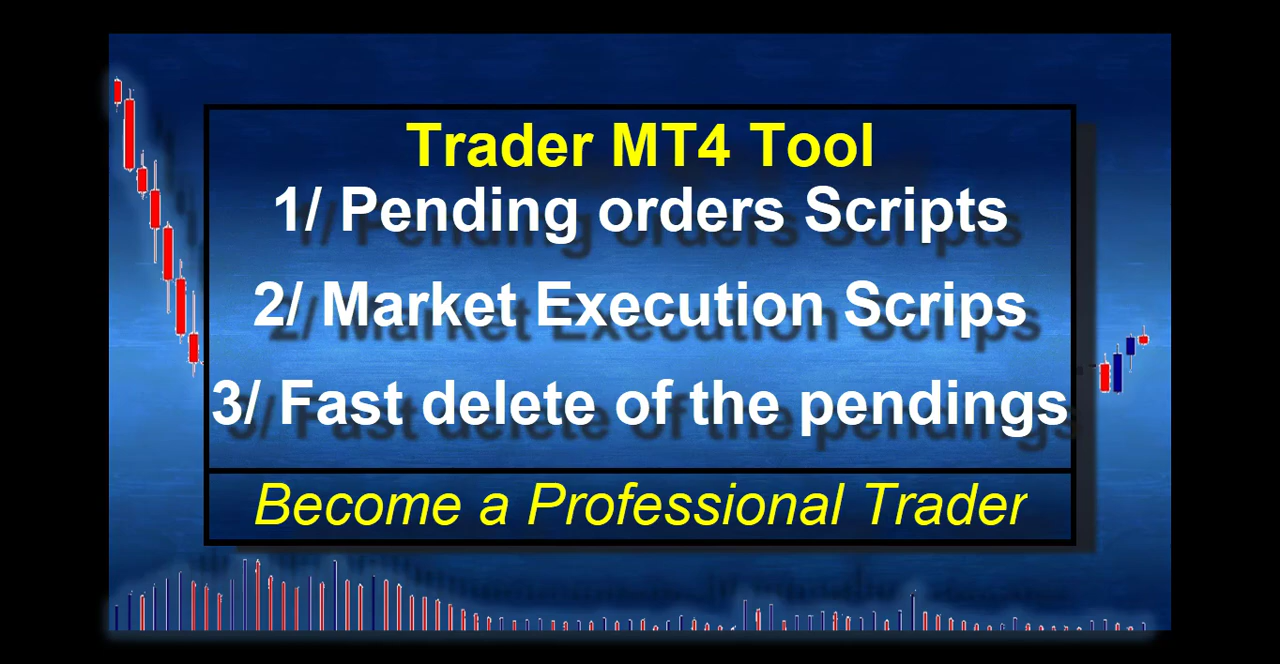 Trader MT4 Tool
1/ Pending orders Scripts
2/ Market Execution Scrips
3/ Fast delete of the pendings
Become a Professional Trader